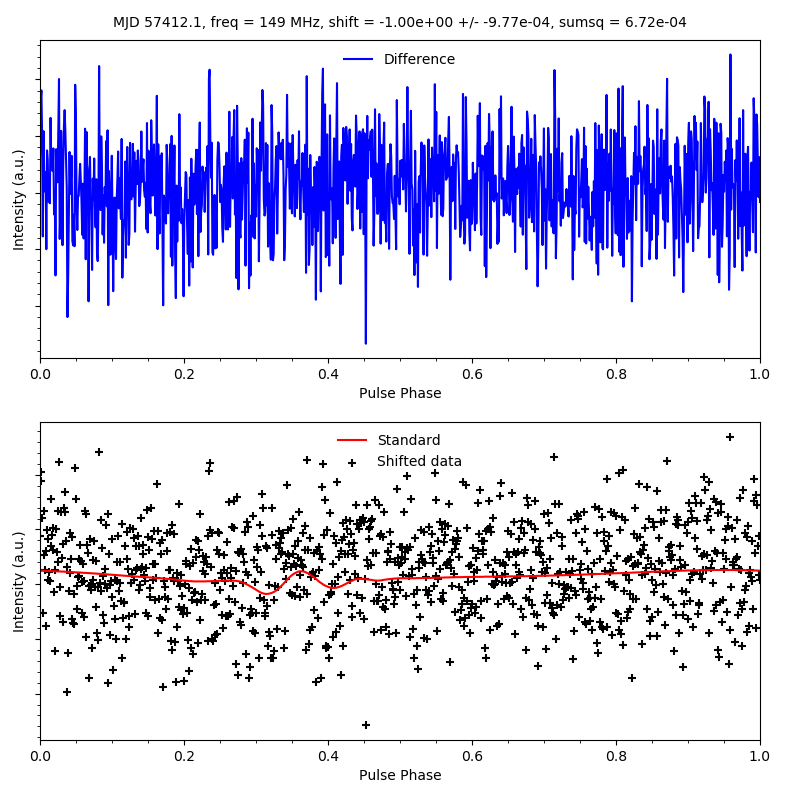 MJD 57412.1, freq = 149 MHz, shift = -1.00e+00 +/- -9.77e-04, sumsq = 6.72e-04
Difference
Intensity (a.u.)
0.0 0.2 0.4 0.6 0.8 1.0
Pulse Phase
Standard
Shifted data
Intensity (a.u.)
0.0 0.2 0.4 0.6 0.8 1.0
Pulse Phase